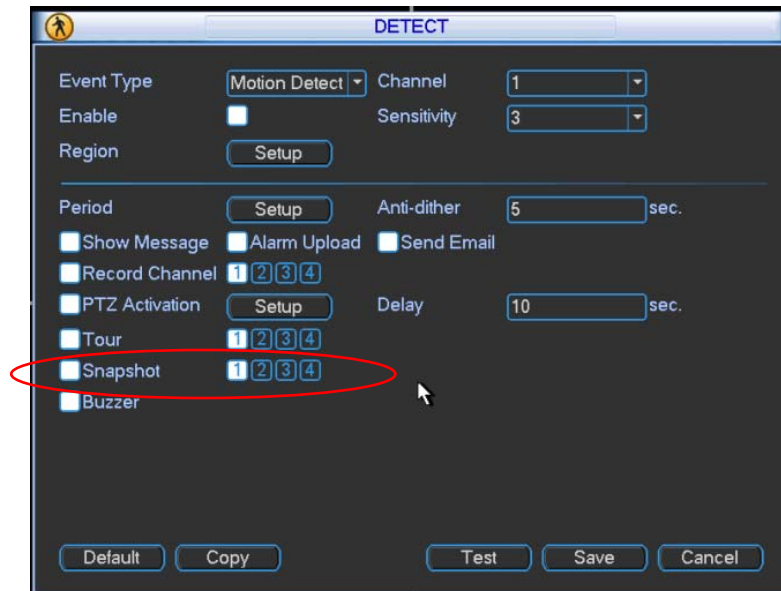 DETECT
Event Type Motion Detect Channel 1
Enable Sensitivity 3
Region Setup
Period Setup Anti-dither 5 sec.
Show Message Alarm Upload Send Email
Record Channel 1 2 3 4
PTZ Activation Setup Delay 10 sec.
Tour 1 2 3 4
Snapshot 1 2 3 4
Buzzer
Default Copy Test Save Cancel